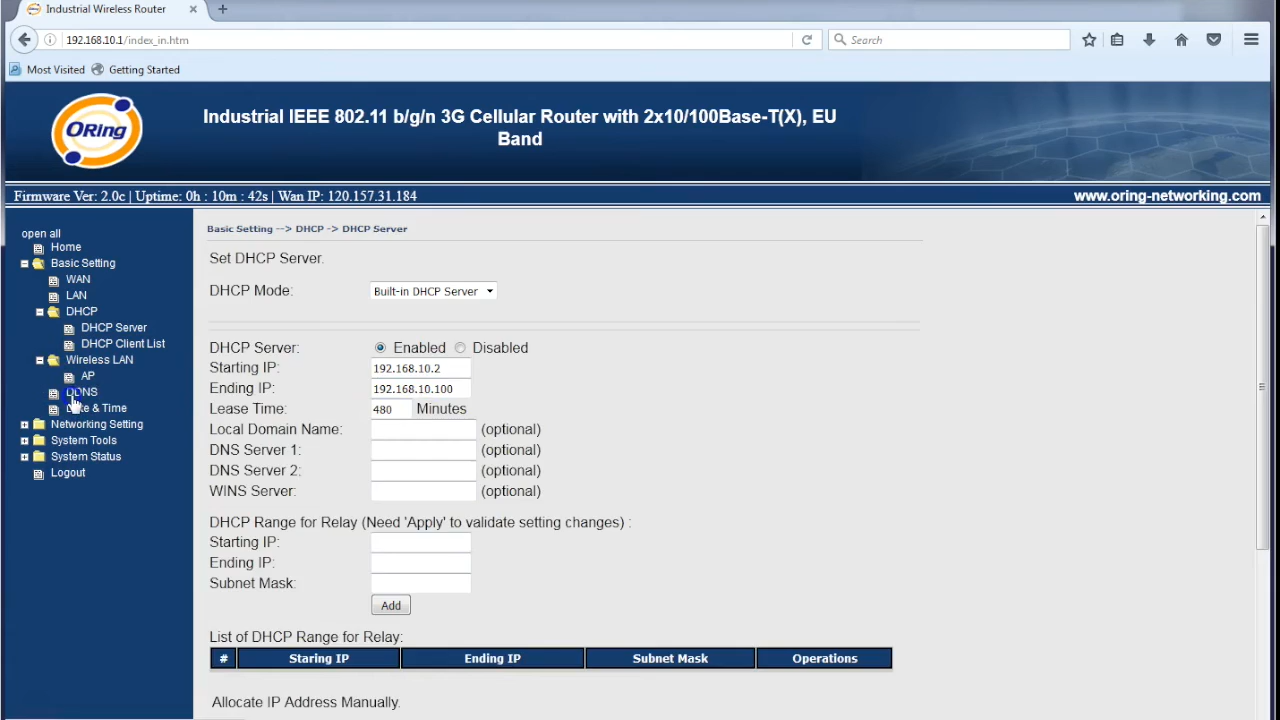 Industrial Wireless Router × +
192.168.10.1/index_in.htm Search
Most Visited Getting Started
ORing
Industrial IEEE 802.11 b/g/n 3G Cellular Router with 2x10/100Base-T(X), EU
Band
Firmware Ver: 2.0c | Uptime: 0h : 10m : 42s | Wan IP: 120.157.31.184 www.oring-networking.com
open all
Home
Basic Setting
WAN
LAN
DHCP
DHCP Server
DHCP Client List
Wireless LAN
AP
DDNS
& Time
Networking Setting
System Tools
System Status
Logout
Basic Setting --> DHCP -> DHCP Server
Set DHCP Server.
DHCP Mode: Built-in DHCP Server
DHCP Server: Enabled Disabled
Starting IP: 192.168.10.2
Ending IP: 192.168.10.100
Lease Time: 480 Minutes
Local Domain Name: (optional)
DNS Server 1: (optional)
DNS Server 2: (optional)
WINS Server: (optional)
DHCP Range for Relay (Need 'Apply' to validate setting changes) :
Starting IP:
Ending IP:
Subnet Mask:
Add
List of DHCP Range for Relay:
# Staring IP Ending IP Subnet Mask Operations
Allocate IP Address Manually.